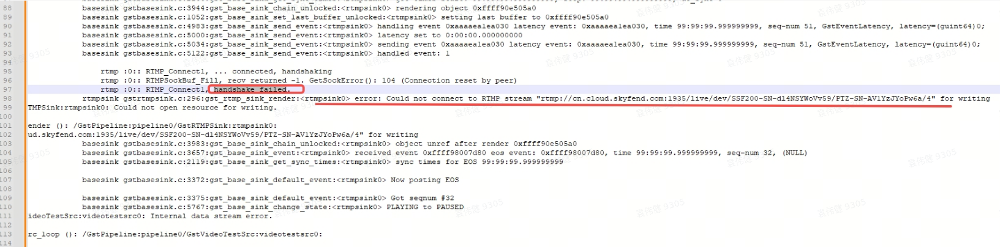 88 basesink gstbasesink.c:3944:gst_base_sink_chain_unlocked:<rtmpsink0> rendering object 0xffff90e505a0
89 basesink gstbasesink.c:1052:gst_base_sink_set_last_buffer_unlocked:<rtmpsink0> setting last buffer to 0xffff90e505a0
90 basesink gstbasesink.c:4983:gst_base_sink_send_event:<rtmpsink0> handling event 0xaaaaea1ea030 latency event: 0xaaaaea1ea030, time 99:99:99.999999999, seq-num 51, GstEventLatency, latency=(guint64)0;
91 basesink gstbasesink.c:5000:gst_base_sink_send_event:<rtmpsink0> latency set to 0:00:00.000000000
92 basesink gstbasesink.c:5034:gst_base_sink_send_event:<rtmpsink0> sending event 0xaaaaea1ea030 latency event: 0xaaaaea1ea030, time 99:99:99.999999999, seq-num 51, GstEventLatency, latency=(guint64)0;
93 basesink gstbasesink.c:5122:gst_base_sink_send_event:<rtmpsink0> handled event: 1
94
95 rtmp :0:: RTMP_Connect1, ... connected, handshaking
96 rtmp :0:: RTMPSockBuf_Fill, recv returned -1. GetSockError(): 104 (Connection reset by peer)
97 rtmp :0:: RTMP_Connect1, handshake failed.
98 rtmpsink gstrtmpsink.c:296:gst_rtmp_sink_render:<rtmpsink0> error: Could not connect to RTMP stream "rtmp://cn.cloud.skyfend.com:1935/live/dev/SSF200-SN-dl4NSYWoVv59/PTZ-SN-AV1YzJYoPw6a/4" for writing
99 TMPSink:rtmpsink0: Could not open resource for writing.
100
101 ender (): /GstPipeline:pipeline0/GstRTMPSink:rtmpsink0:
102 ud.skyfend.com:1935/live/dev/SSF200-SN-dl4NSYWoVv59/PTZ-SN-AV1YzJYoPw6a/4" for writing
103 basesink gstbasesink.c:3983:gst_base_sink_chain_unlocked:<rtmpsink0> object unref after render 0xffff90e505a0
104 basesink gstbasesink.c:3657:gst_base_sink_event:<rtmpsink0> received event 0xffff98007d80 eos event: 0xffff98007d80, time 99:99:99.999999999, seq-num 32, (NULL)
105 basesink gstbasesink.c:2119:gst_base_sink_get_sync_times:<rtmpsink0> sync times for EOS 99:99:99.999999999
106
107 basesink gstbasesink.c:3372:gst_base_sink_default_event:<rtmpsink0> Now posting EOS
108
109 basesink gstbasesink.c:3375:gst_base_sink_default_event:<rtmpsink0> Got seqnum #32
110 basesink gstbasesink.c:5767:gst_base_sink_change_state:<rtmpsink0> PLAYING to PAUSED
111 ideoTestSrc:videotestsrc0: Internal data stream error.
112
113 rc_loop (): /GstPipeline:pipeline0/GstVideoTestSrc:videotestsrc0:
114
袁伟健 9305